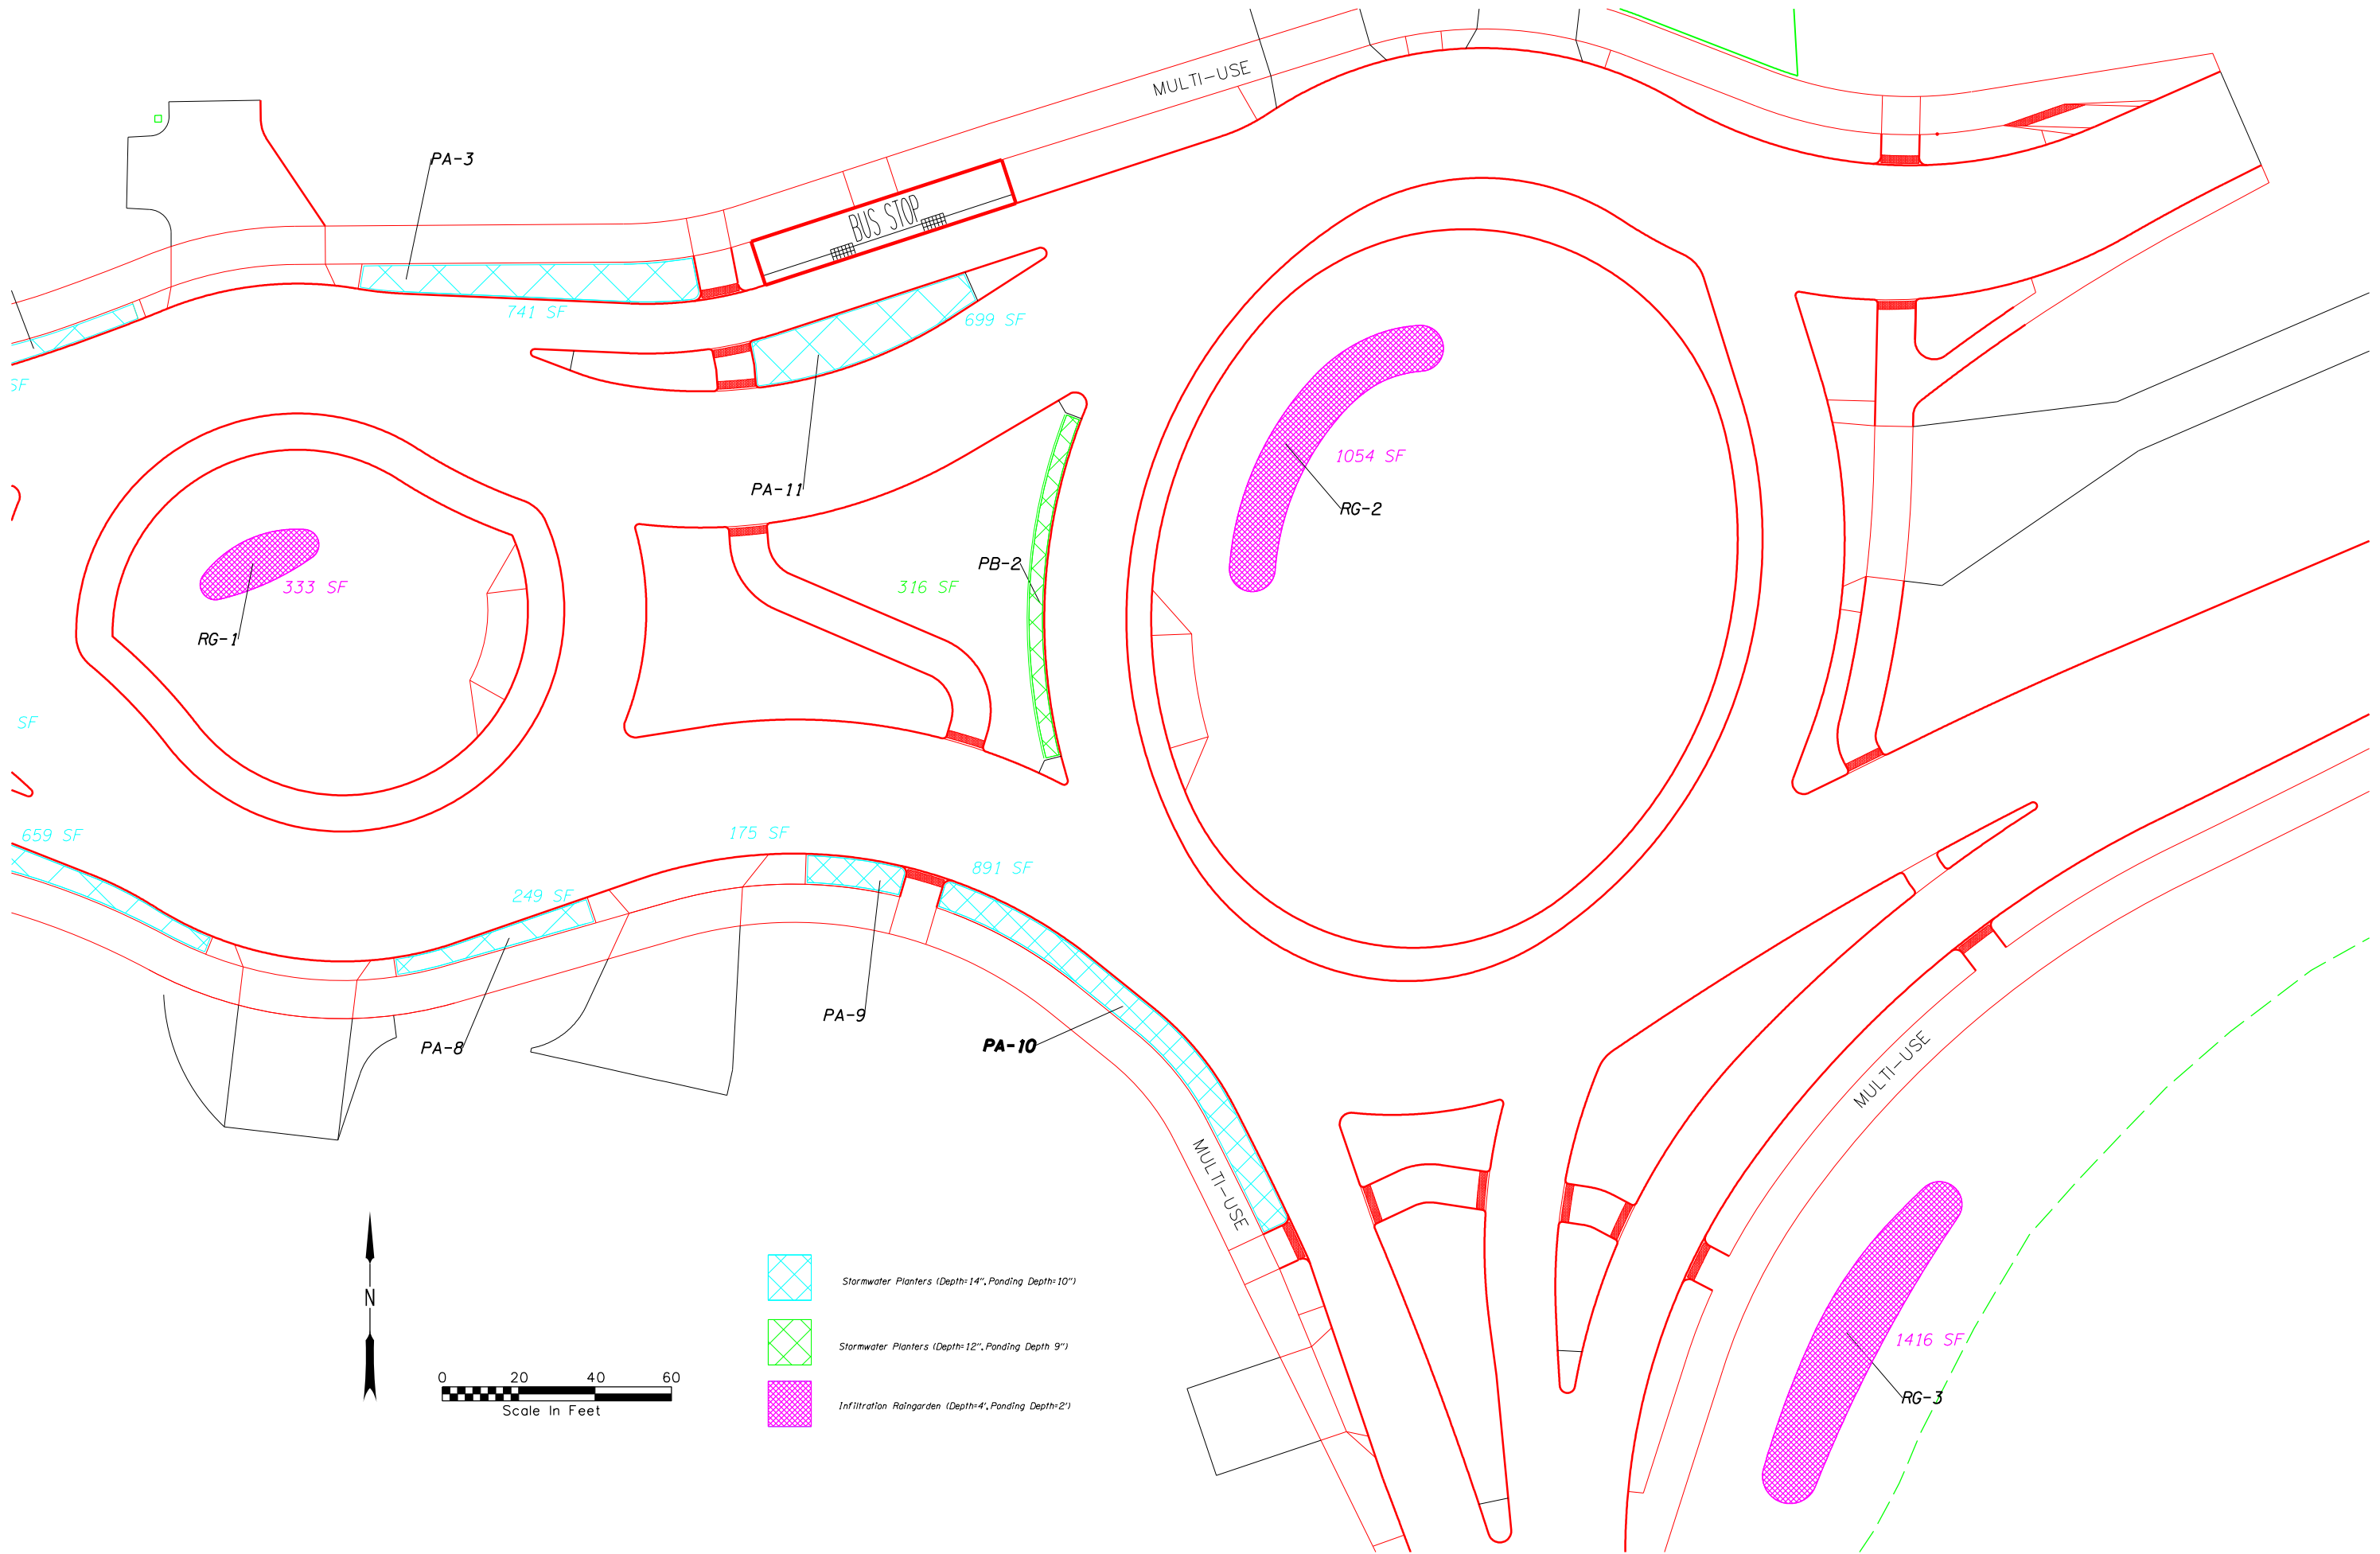 MULTI-USE
PA-3
BUS STOP
741 SF
699 SF
SF
1054 SF
PA-11
RG-2
PB-2
333 SF
316 SF
RG-1
SF
659 SF
175 SF
891 SF
249 SF
PA-9
PA-8
PA-10
MULTI-USE
MULTI-USE
N
Stormwater Planters (Depth=14", Ponding Depth=10")
Stormwater Planters (Depth=12", Ponding Depth 9")
Infiltration Raingarden (Depth=4', Ponding Depth=2')
0 20 40 60
Scale In Feet
1416 SF
RG-3